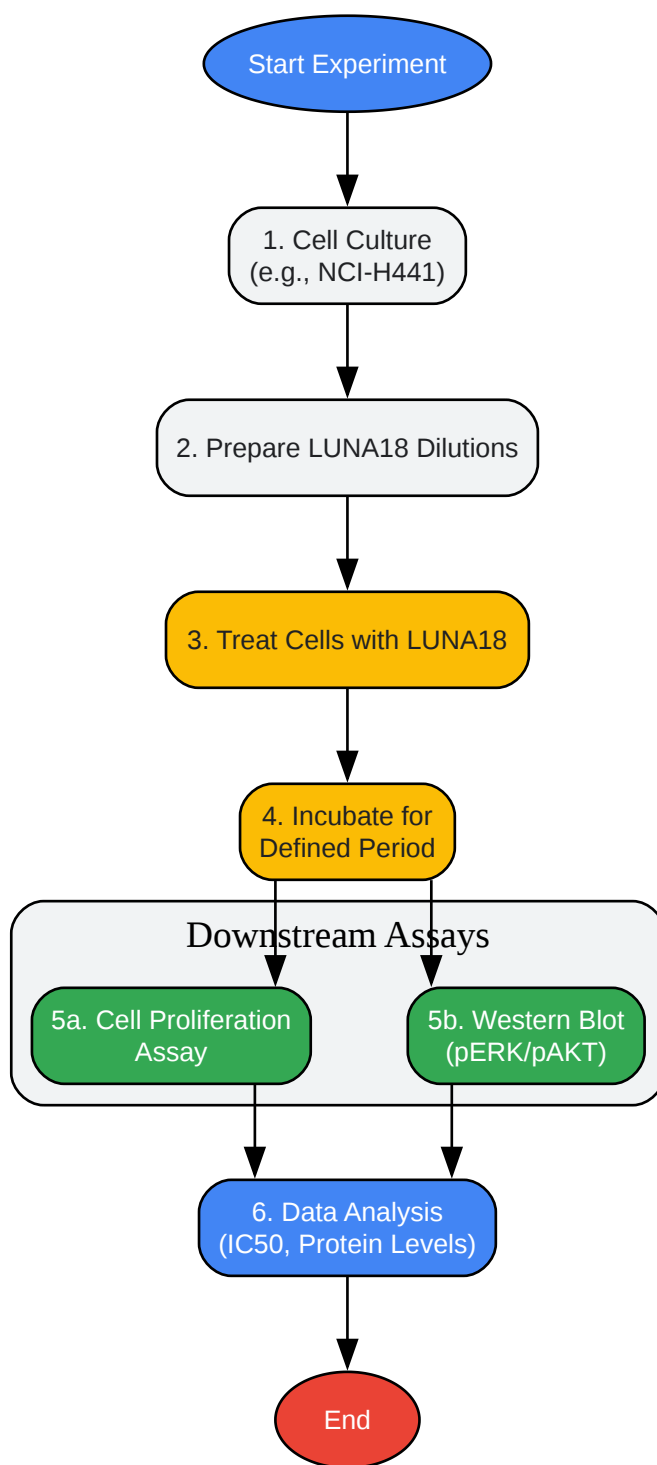 Start Experiment
1. Cell Culture
(e.g., NCI-H441)
2. Prepare LUNA18 Dilutions
3. Treat Cells with LUNA18
4. Incubate for
Defined Period
Downstream Assays
5a. Cell Proliferation
Assay
5b. Western Blot
(pERK/pAKT)
6. Data Analysis
(IC50, Protein Levels)
End